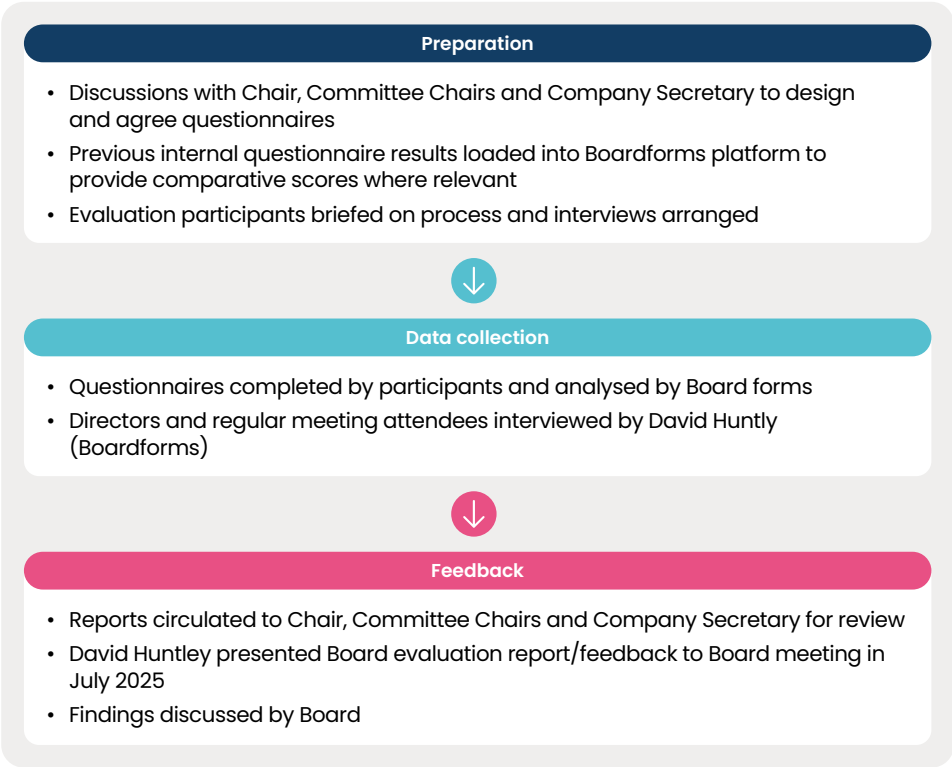 Preparation
• Discussions with Chair, Committee Chairs and Company Secretary to design
and agree questionnaires
• Previous internal questionnaire results loaded into Boardforms platform to
provide comparative scores where relevant
• Evaluation participants briefed on process and interviews arranged
Data collection
• Questionnaires completed by participants and analysed by Board forms
• Directors and regular meeting attendees interviewed by David Huntly
(Boardforms)
Feedback
• Reports circulated to Chair, Committee Chairs and Company Secretary for review
• David Huntley presented Board evaluation report/feedback to Board meeting in
July 2025
• Findings discussed by Board